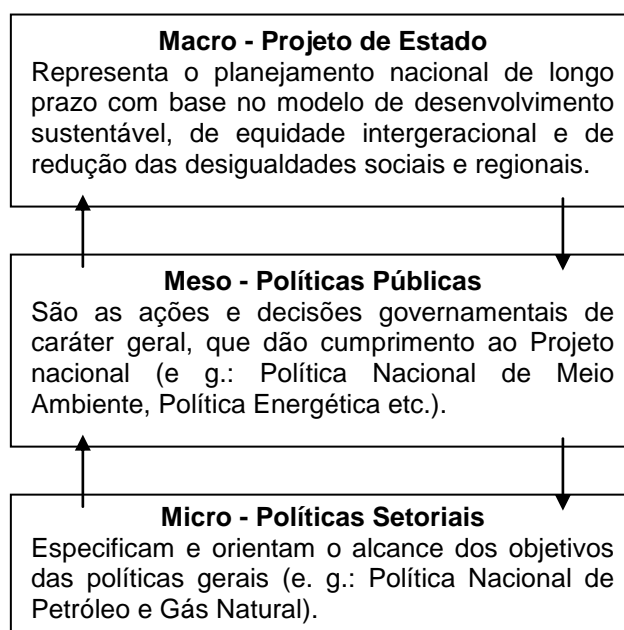 Macro - Projeto de Estado
Representa o planejamento nacional de longo
prazo com base no modelo de desenvolvimento
sustentável, de equidade intergeracional e de
redução das desigualdades sociais e regionais.
Meso - Políticas Públicas
São as ações e decisões governamentais de
caráter geral, que dão cumprimento ao Projeto
nacional (e g.: Política Nacional de Meio
Ambiente, Política Energética etc.).
Micro - Políticas Setoriais
Especificam e orientam o alcance dos objetivos
das políticas gerais (e. g.: Política Nacional de
Petróleo e Gás Natural).